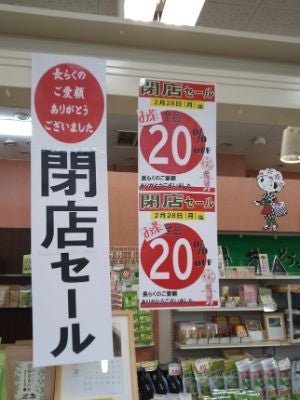 長らくの
ご愛顧
ありがとう
ございました
閉店セール
閉店セール
2月28日(月)迄
お茶全品
20%OFF
長らくのご愛顧
ありがとうございました
閉店セール
2月28日(月)迄
お茶全品
20%OFF
長らくのご愛顧
ありがとうございました